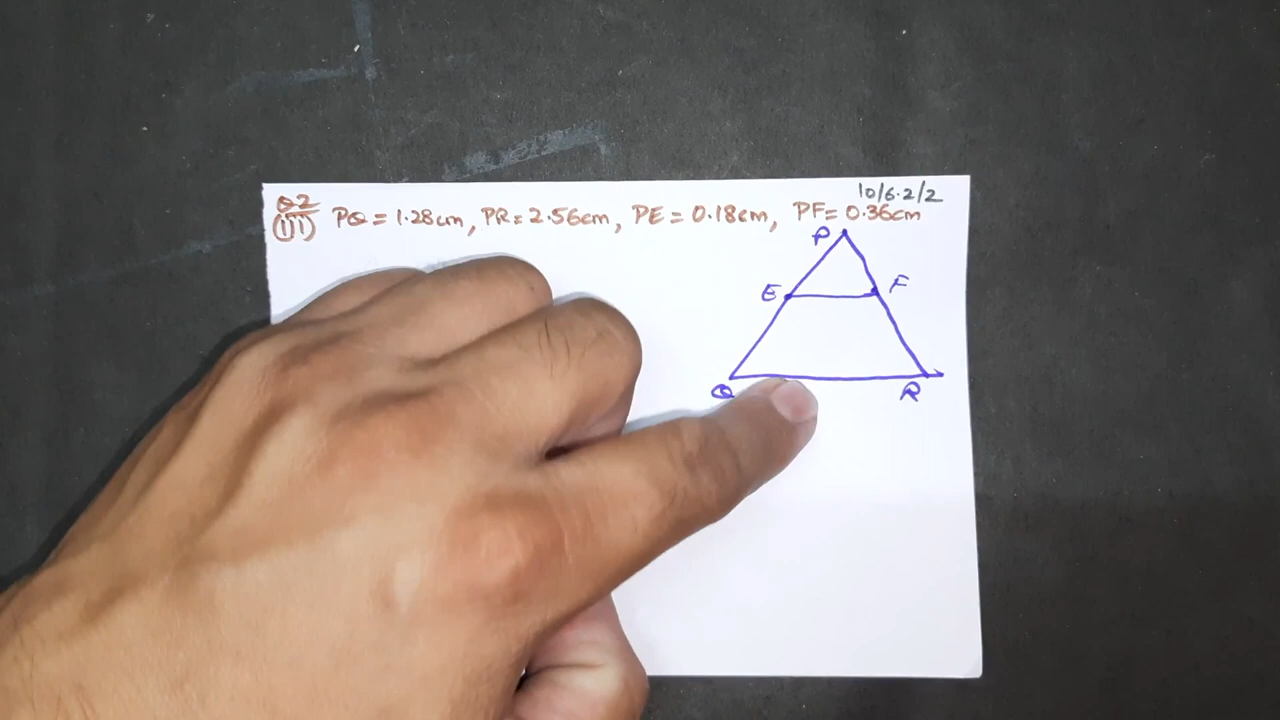 10/6.2/2
Q2
(iii) PQ = 1.28cm, PR = 2.56cm, PE = 0.18cm, PF = 0.36cm
P
E F
Q R